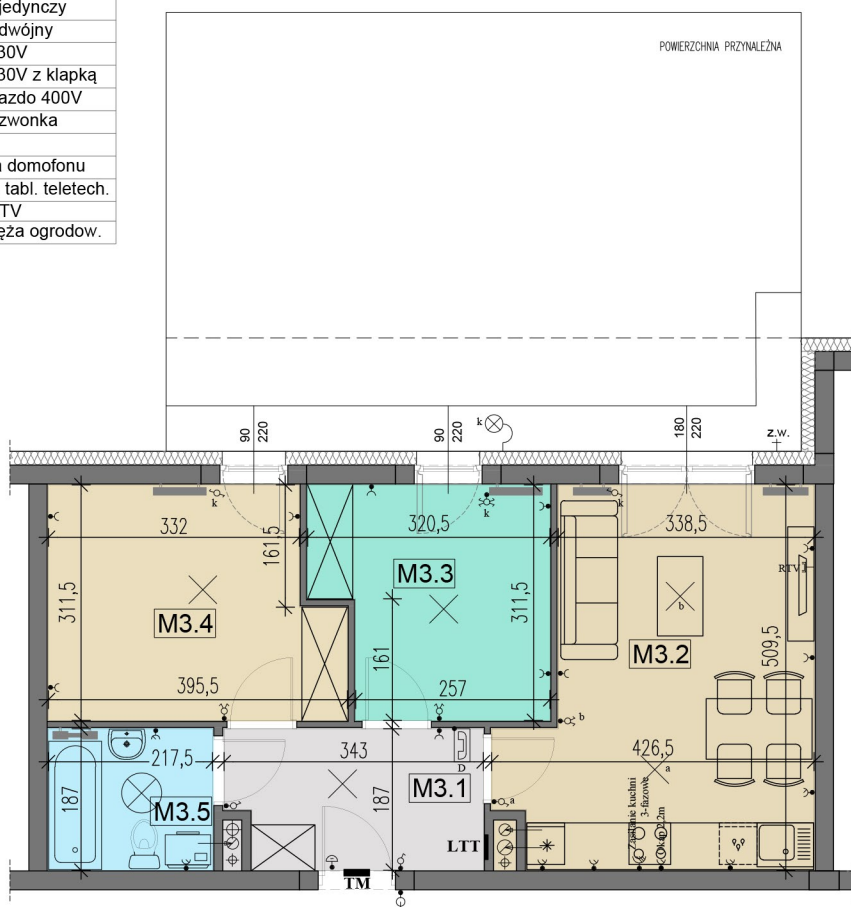 jedynczy
dwójny
30V
30V z klapką
azdo 400V
zwonka
domofonu
tabl. teletech.
TV
ęża ogrodow.
POWIERZCHNIA PRZYNALEŻNA
90
220
90
220
k
180
220
z.w.
k
k
k
332
161,5
320,5
338,5
RTV
311,5
M3.4
M3.3
311,5
b
M3.2
509,5
161
395,5
257
b
217,5
343
D
426,5
a
187
M3.5
187
M3.1
a
Zasilanie kuchni
3-fazowe
Okap 2,2m
LTT
TM